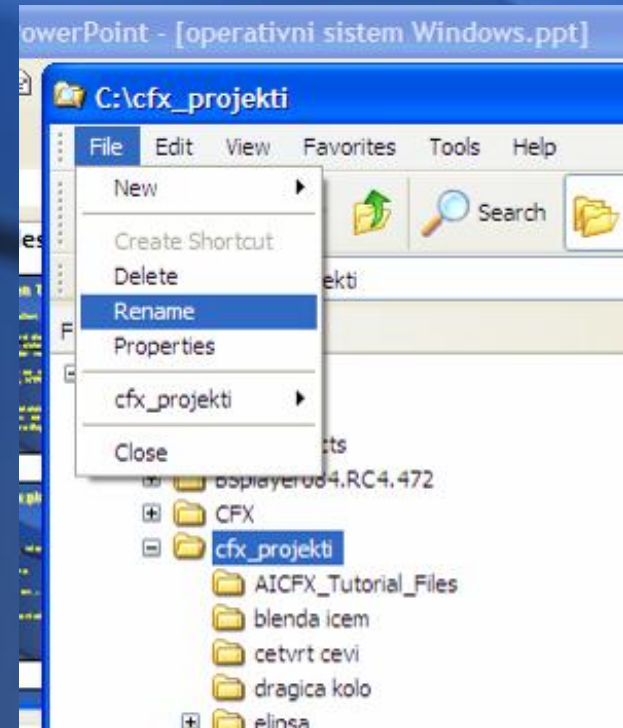 owerPoint - [operativni sistem Windows.ppt]
C:\cfx_projekti
File Edit View Favorites Tools Help
New
Search
Create Shortcut
Delete
ekti
Rename
Properties
cfx_projekti
Close
cts
bsplayer084.RC4.472
CFX
cfx_projekti
AICFX_Tutorial_Files
blenda icem
cetvrt cevi
dragica kolo
elipsa